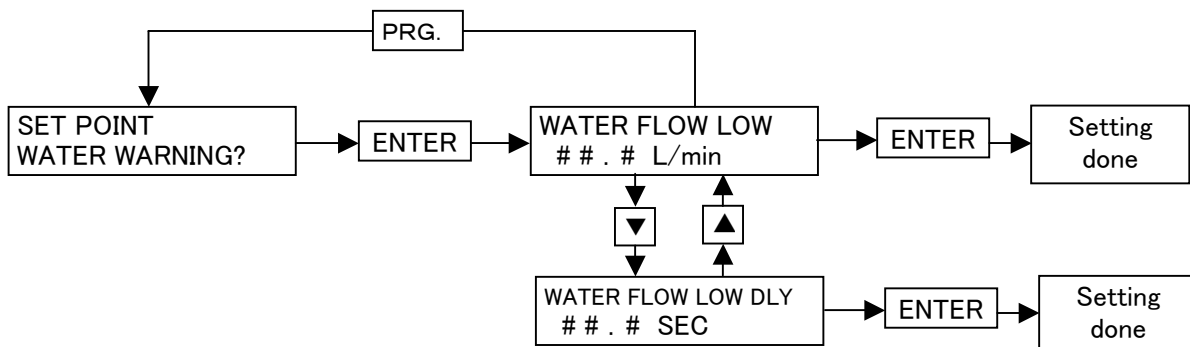 PRG.
SET POINT
WATER WARNING?
ENTER
WATER FLOW LOW
##.# L/min
ENTER
Setting
done
▼
▲
WATER FLOW LOW DLY
##.# SEC
ENTER
Setting
done